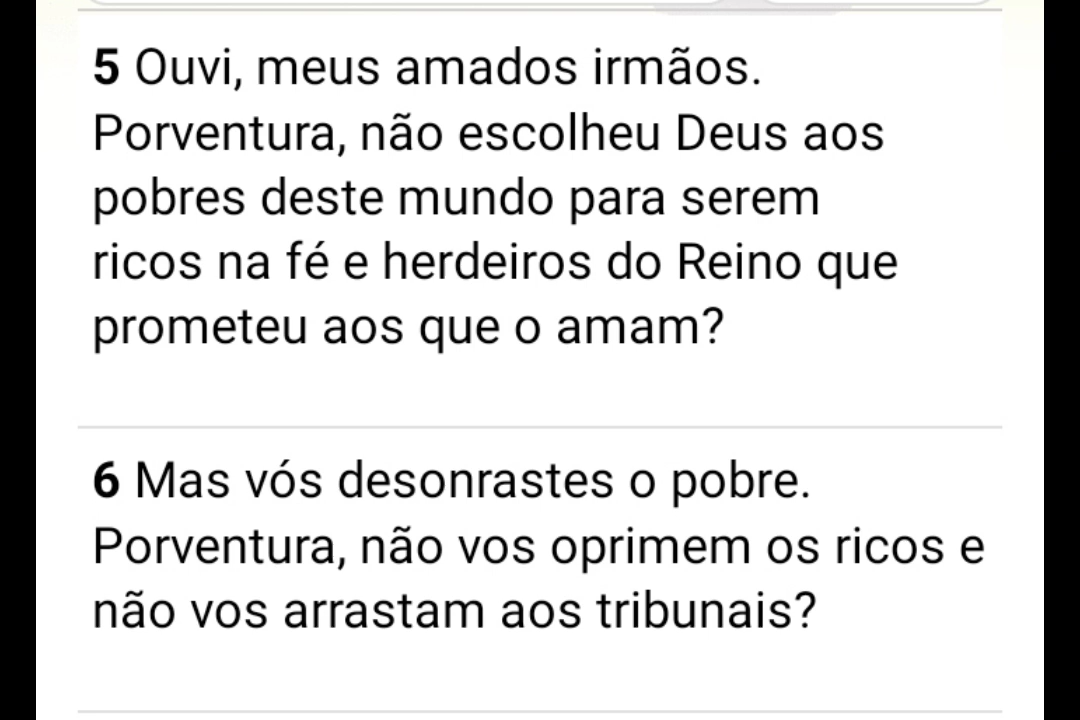 5 Ouvi, meus amados irmãos.
Porventura, não escolheu Deus aos
pobres deste mundo para serem
ricos na fé e herdeiros do Reino que
prometeu aos que o amam?
6 Mas vós desonrastes o pobre.
Porventura, não vos oprimem os ricos e
não vos arrastam aos tribunais?